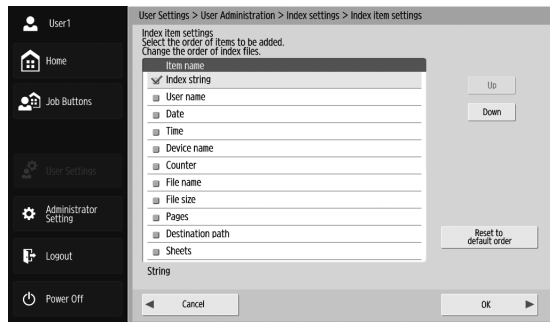 User1
Home
Job Buttons
User Settings
Administrator
Setting
Logout
Power Off
User Settings > User Administration > Index settings > Index item settings
Index item settings
Select the order of items to be added.
Change the order of index files.
Item name
Index string
User name
Date
Time
Device name
Counter
File name
File size
Pages
Destination path
Sheets
String
Up
Down
Reset to
default order
Cancel
OK